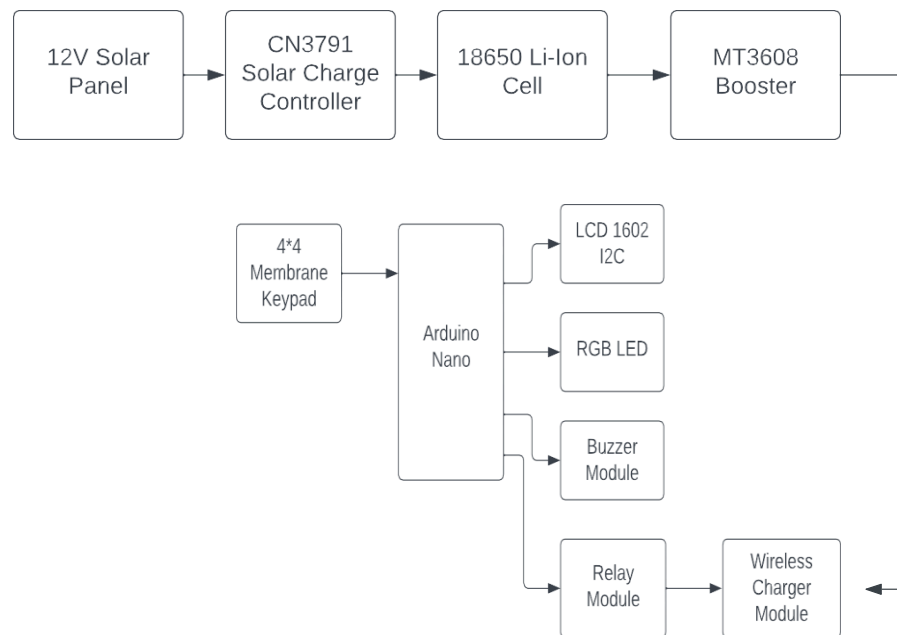 12V Solar
Panel
CN3791
Solar Charge
Controller
18650 Li-Ion
Cell
MT3608
Booster
4*4
Membrane
Keypad
Arduino
Nano
LCD 1602
I2C
RGB LED
Buzzer
Module
Relay
Module
Wireless
Charger
Module